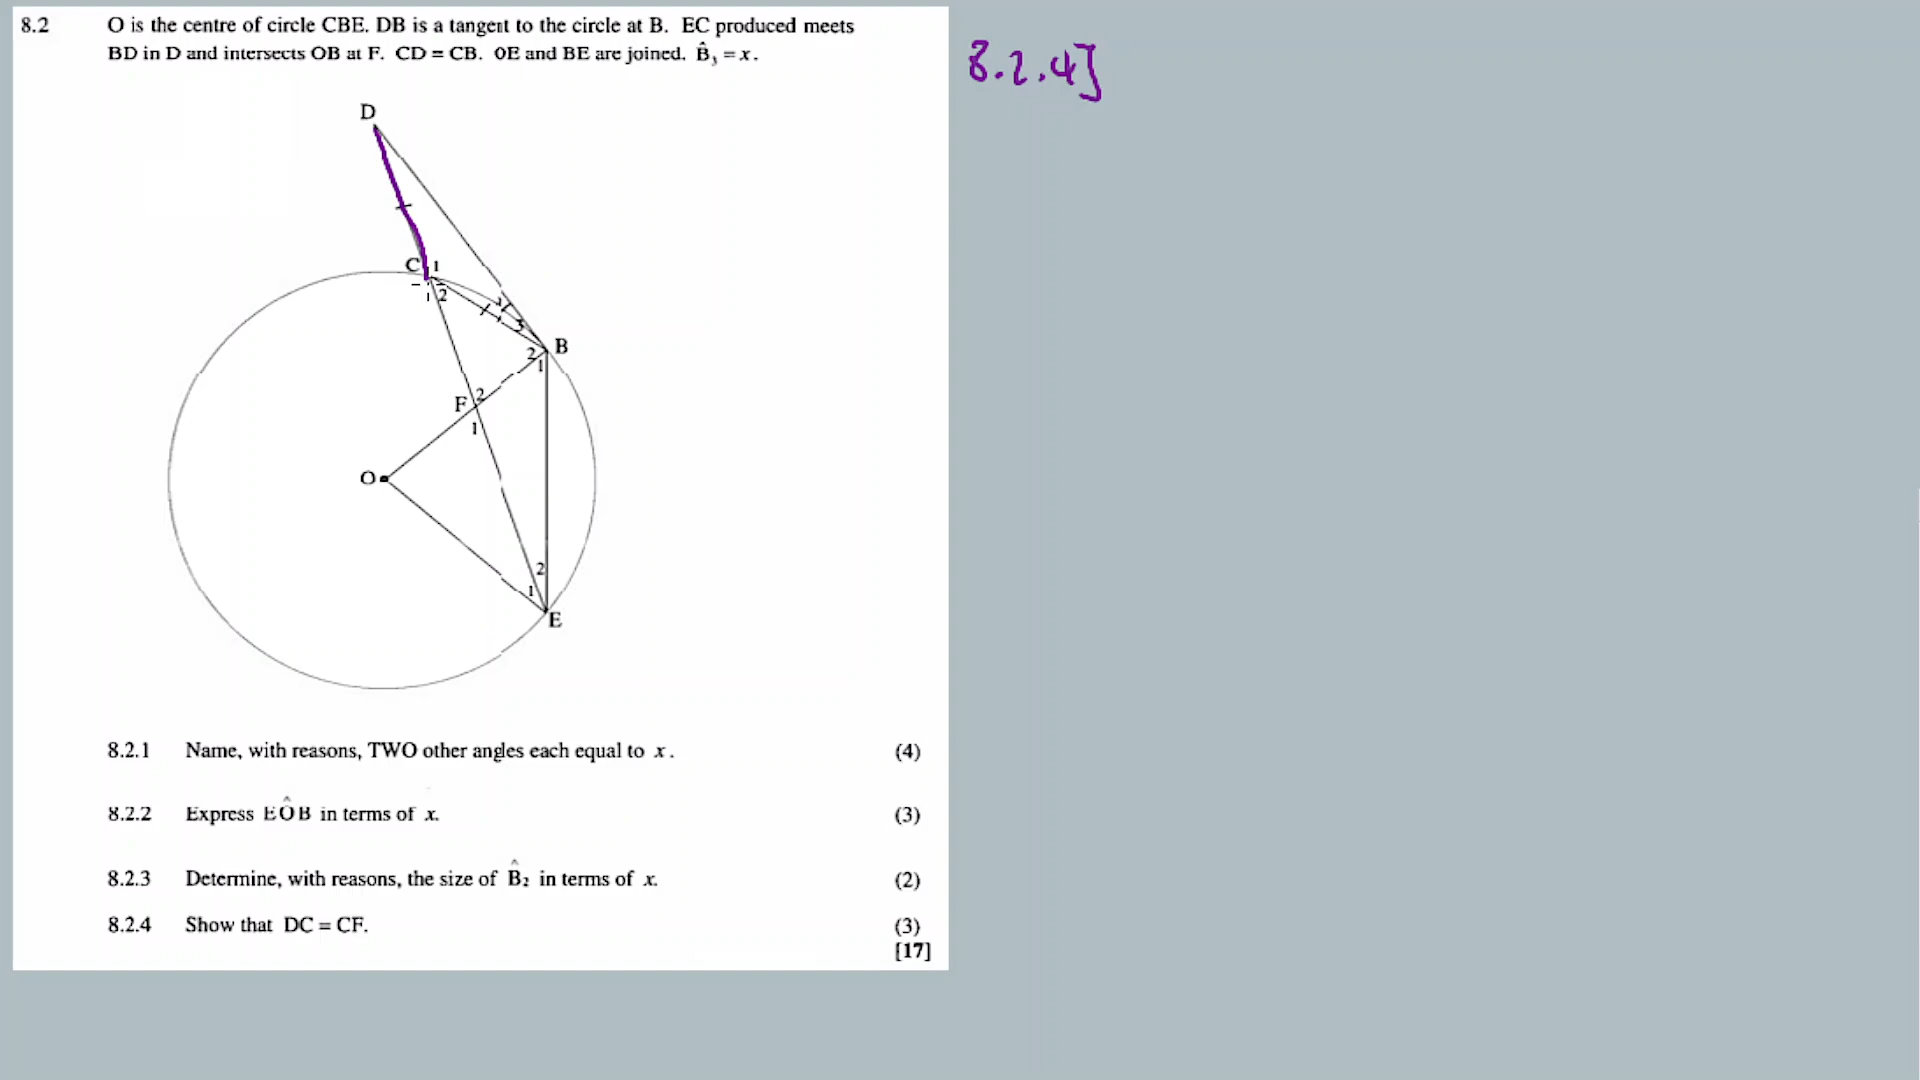 8.2 O is the centre of circle CBE. DB is a tangent to the circle at B. EC produced meets
BD in D and intersects OB at F. CD = CB. OE and BE are joined. B̂₃ = x.
8.2.4]
D
C 1
1 2
3
B
2
1
F 2
1
O
2
1
E
8.2.1 Name, with reasons, TWO other angles each equal to x. (4)
8.2.2 Express EÔB in terms of x. (3)
8.2.3 Determine, with reasons, the size of B̂₂ in terms of x. (2)
8.2.4 Show that DC = CF. (3)
[17]